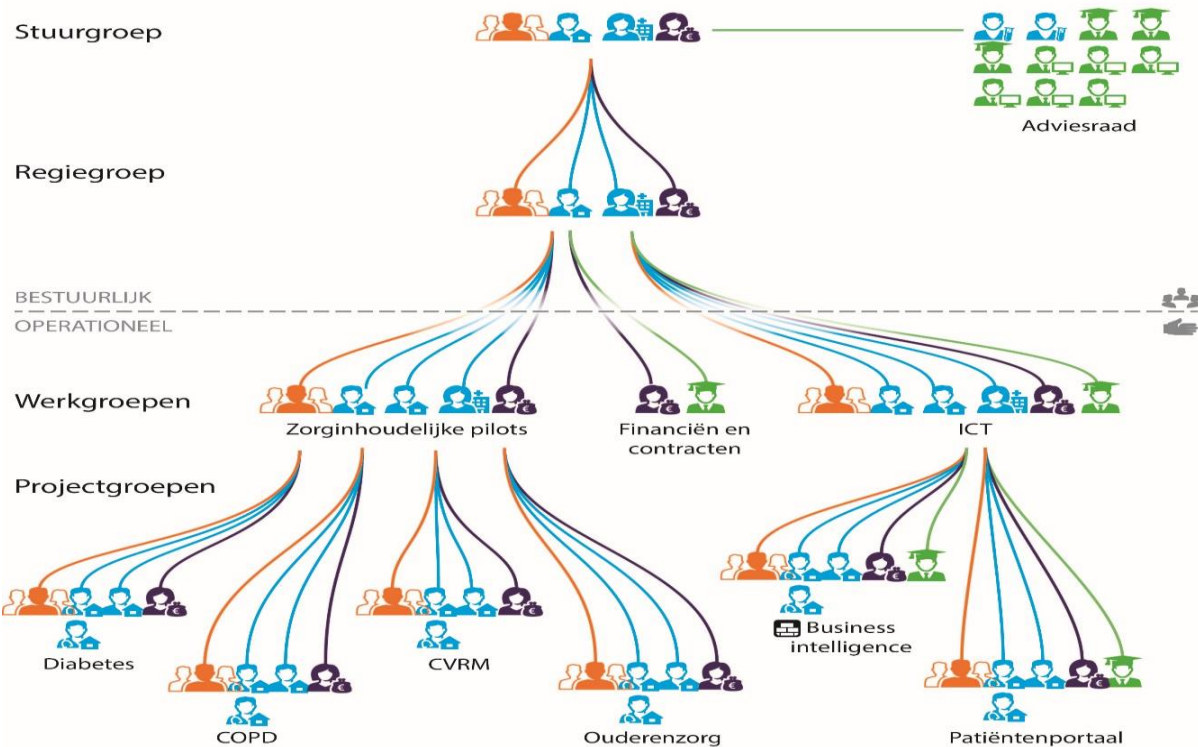 Stuurgroep
Adviesraad
Regiegroep
BESTUURLIJK
OPERATIONEEL
Werkgroepen
Zorginhoudelijke pilots
Financiën en
contracten
ICT
Projectgroepen
Diabetes
COPD
CVRM
Ouderenzorg
Business
intelligence
Patiëntenportaal